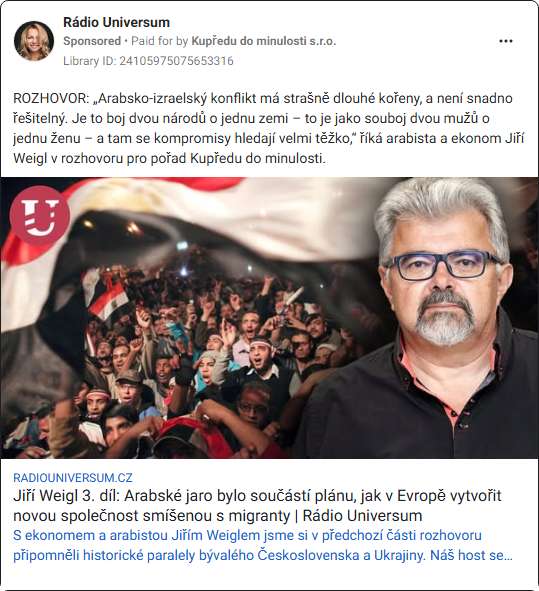 Rádio Universum
Sponsored • Paid for by Kupředu do minulosti s.r.o.
Library ID: 24105975075653316
ROZHOVOR: „Arabsko-izraelský konflikt má strašně dlouhé kořeny, a není snadno
řešitelný. Je to boj dvou národů o jednu zemi – to je jako souboj dvou mužů o
jednu ženu – a tam se kompromisy hledají velmi těžko,“ říká arabista a ekonom Jiří
Weigl v rozhovoru pro pořad Kupředu do minulosti.
U
RADIOUNIVERSUM.CZ
Jiří Weigl 3. díl: Arabské jaro bylo součástí plánu, jak v Evropě vytvořit
novou společnost smíšenou s migranty | Rádio Universum
S ekonomem a arabistou Jiřím Weiglem jsme si v předchozí části rozhovoru
připomněli historické paralely bývalého Československa a Ukrajiny. Náš host se...